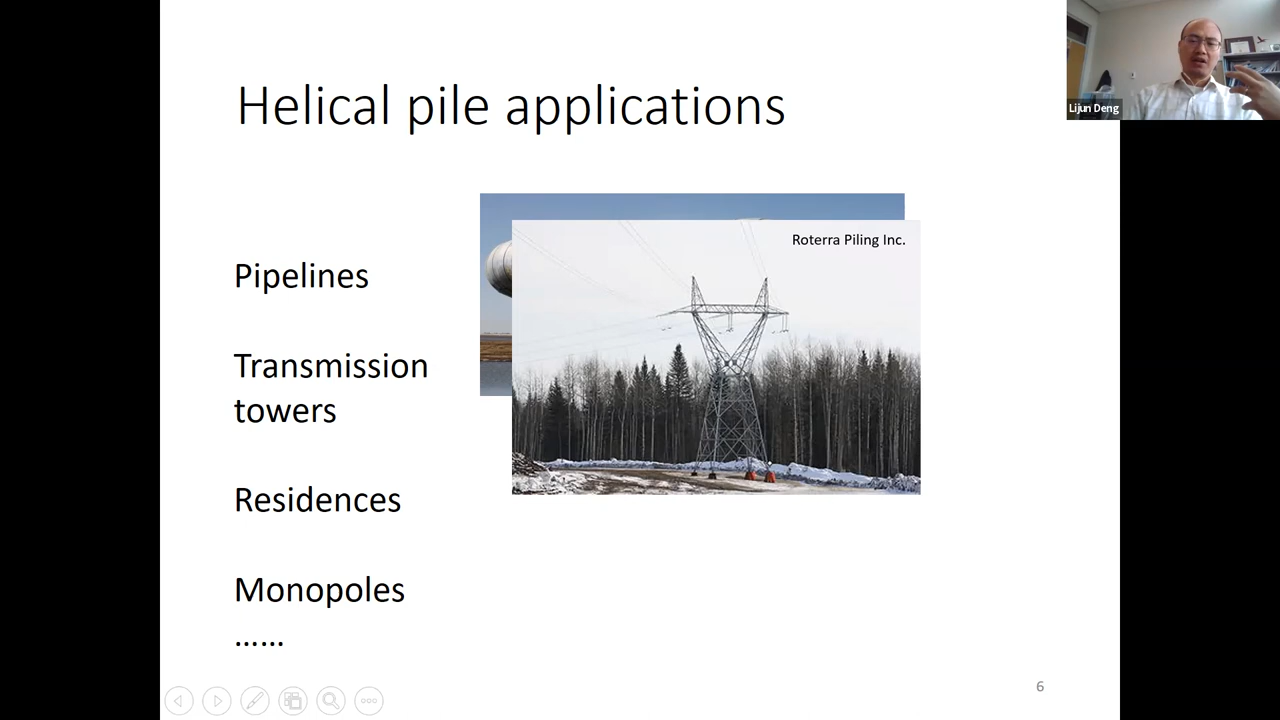 Helical pile applications
Lijun Deng
Roterra Piling Inc.
Pipelines
Transmission
towers
Residences
Monopoles
......
6